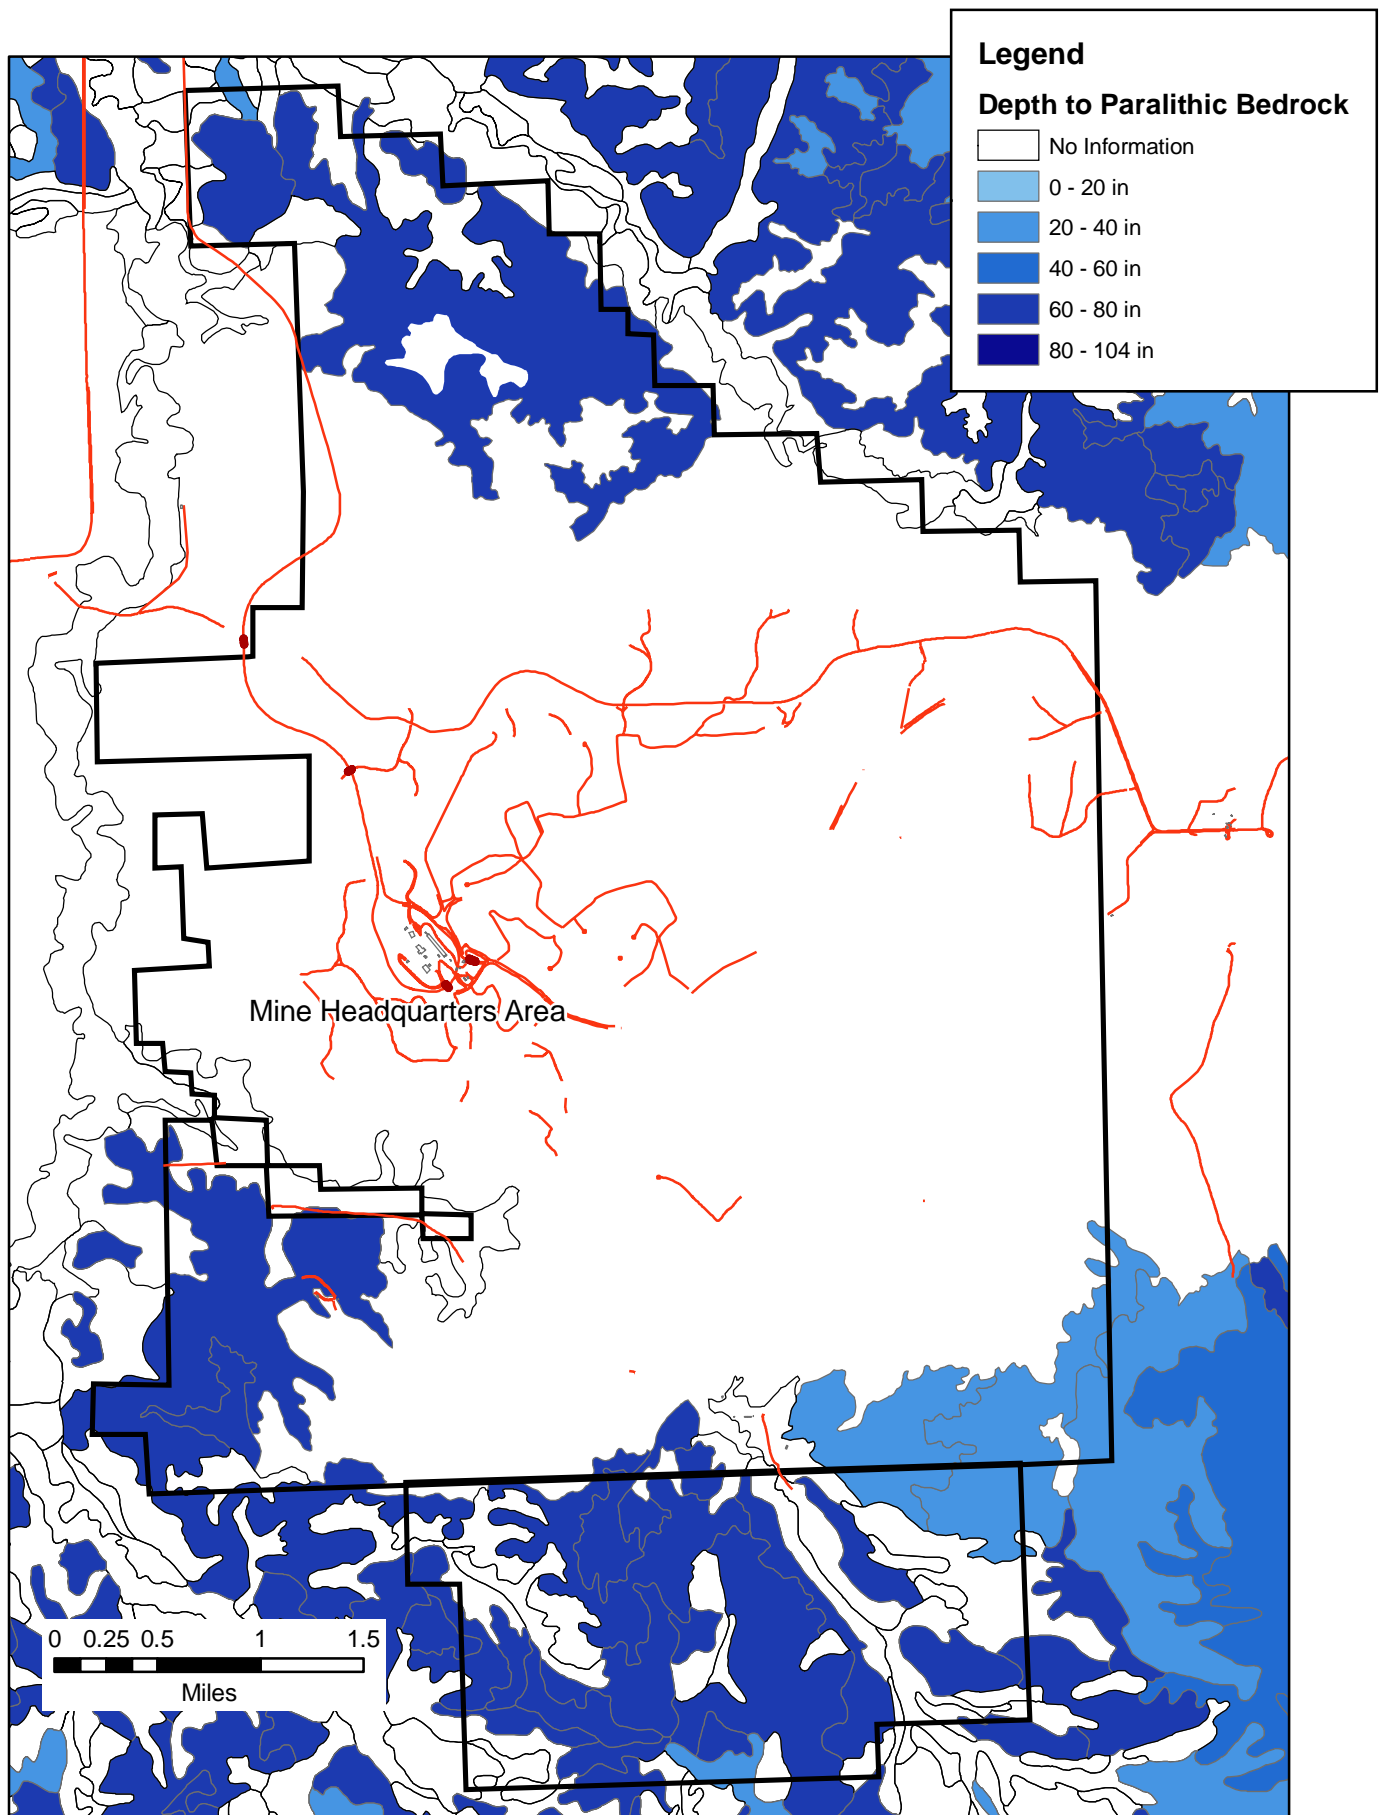 Legend
Depth to Paralithic Bedrock
No Information
0 - 20 in
20 - 40 in
40 - 60 in
60 - 80 in
80 - 104 in
Mine Headquarters Area
0 0.25 0.5 1 1.5
Miles